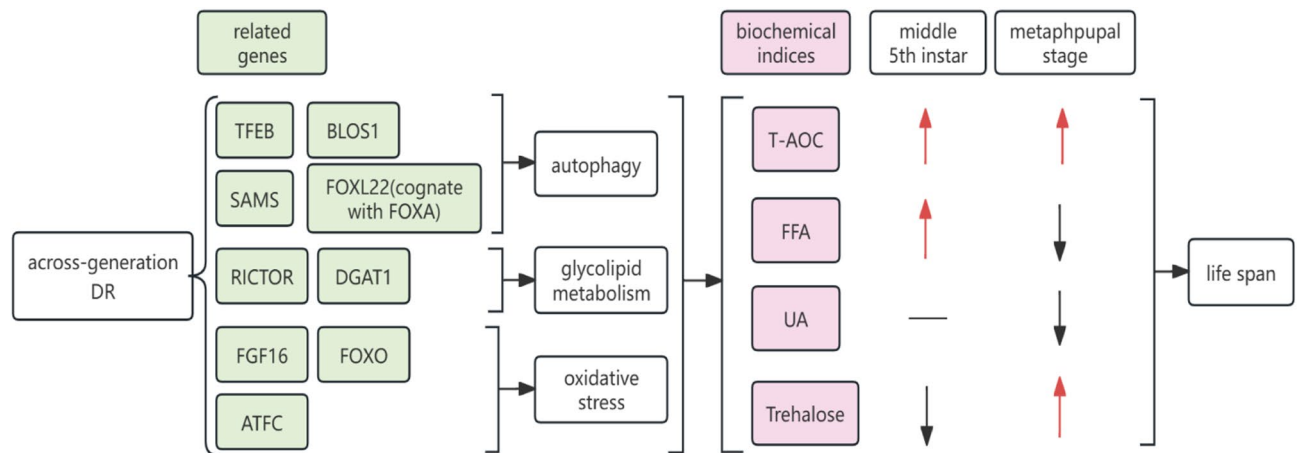 related
genes
biochemical
indices
middle
5th instar
metaphpupal
stage
across-generation
DR
TFEB
BLOS1
SAMS
FOXL22(cognate
with FOXA)
RICTOR
DGAT1
FGF16
FOXO
ATFC
autophagy
glycolipid
metabolism
oxidative
stress
T-AOC
FFA
UA
Trehalose
life span